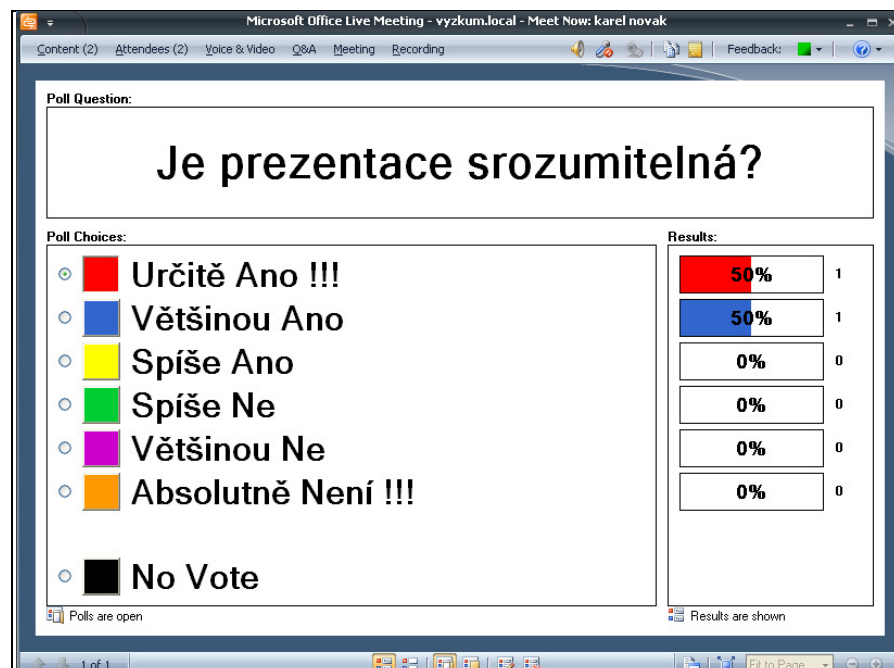 Microsoft Office Live Meeting - vyzkum.local - Meet Now: karel novak
Content (2) Attendees (2) Voice & Video Q&A Meeting Recording Feedback:
Poll Question:
Je prezentace srozumitelná?
Poll Choices:
Results:
Určitě Ano !!! 50% 1
Většinou Ano 50% 1
Spíše Ano 0% 0
Spíše Ne 0% 0
Většinou Ne 0% 0
Absolutně Není !!! 0% 0
No Vote
Polls are open
Results are shown
1 of 1 Fit to Page